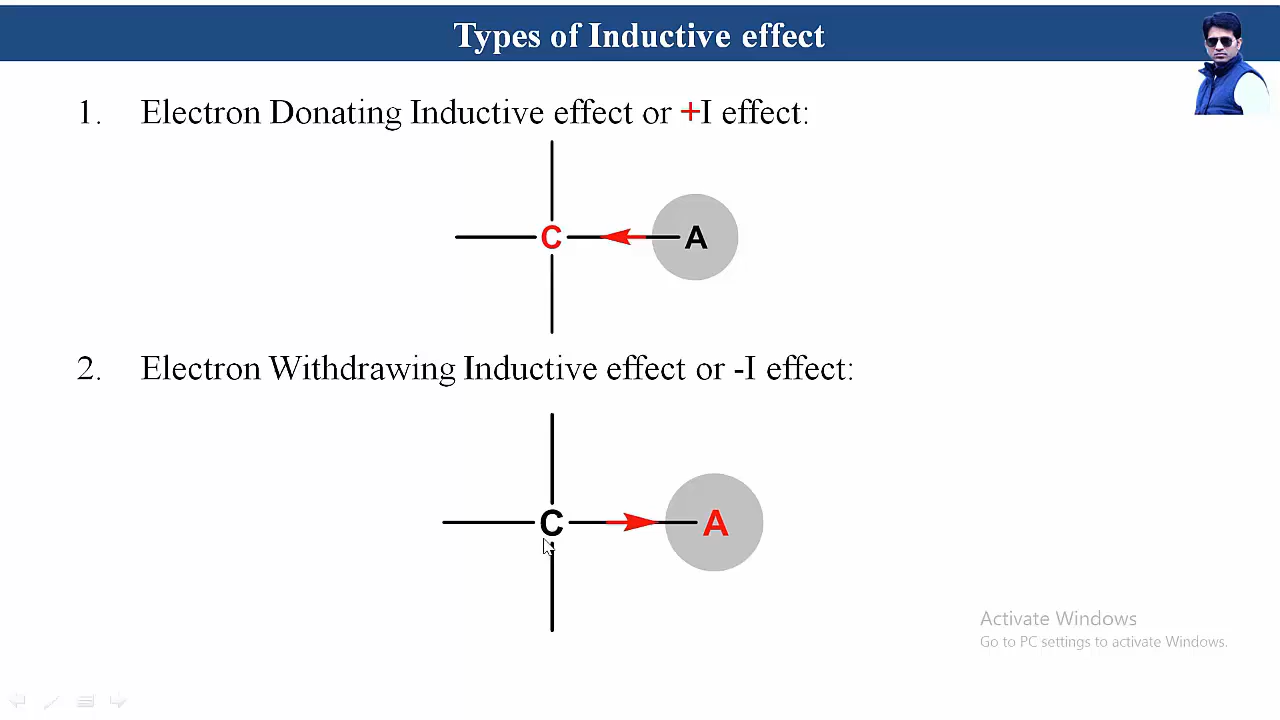 Types of Inductive effect
1. Electron Donating Inductive effect or +I effect:
C A
2. Electron Withdrawing Inductive effect or -I effect:
C A
Activate Windows
Go to PC settings to activate Windows.